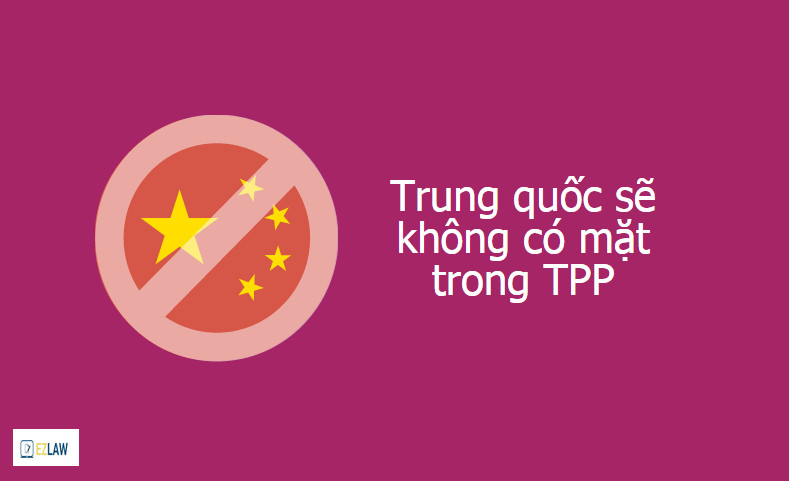 Trung quốc sẽ
không có mặt
trong TPP
EZLAW